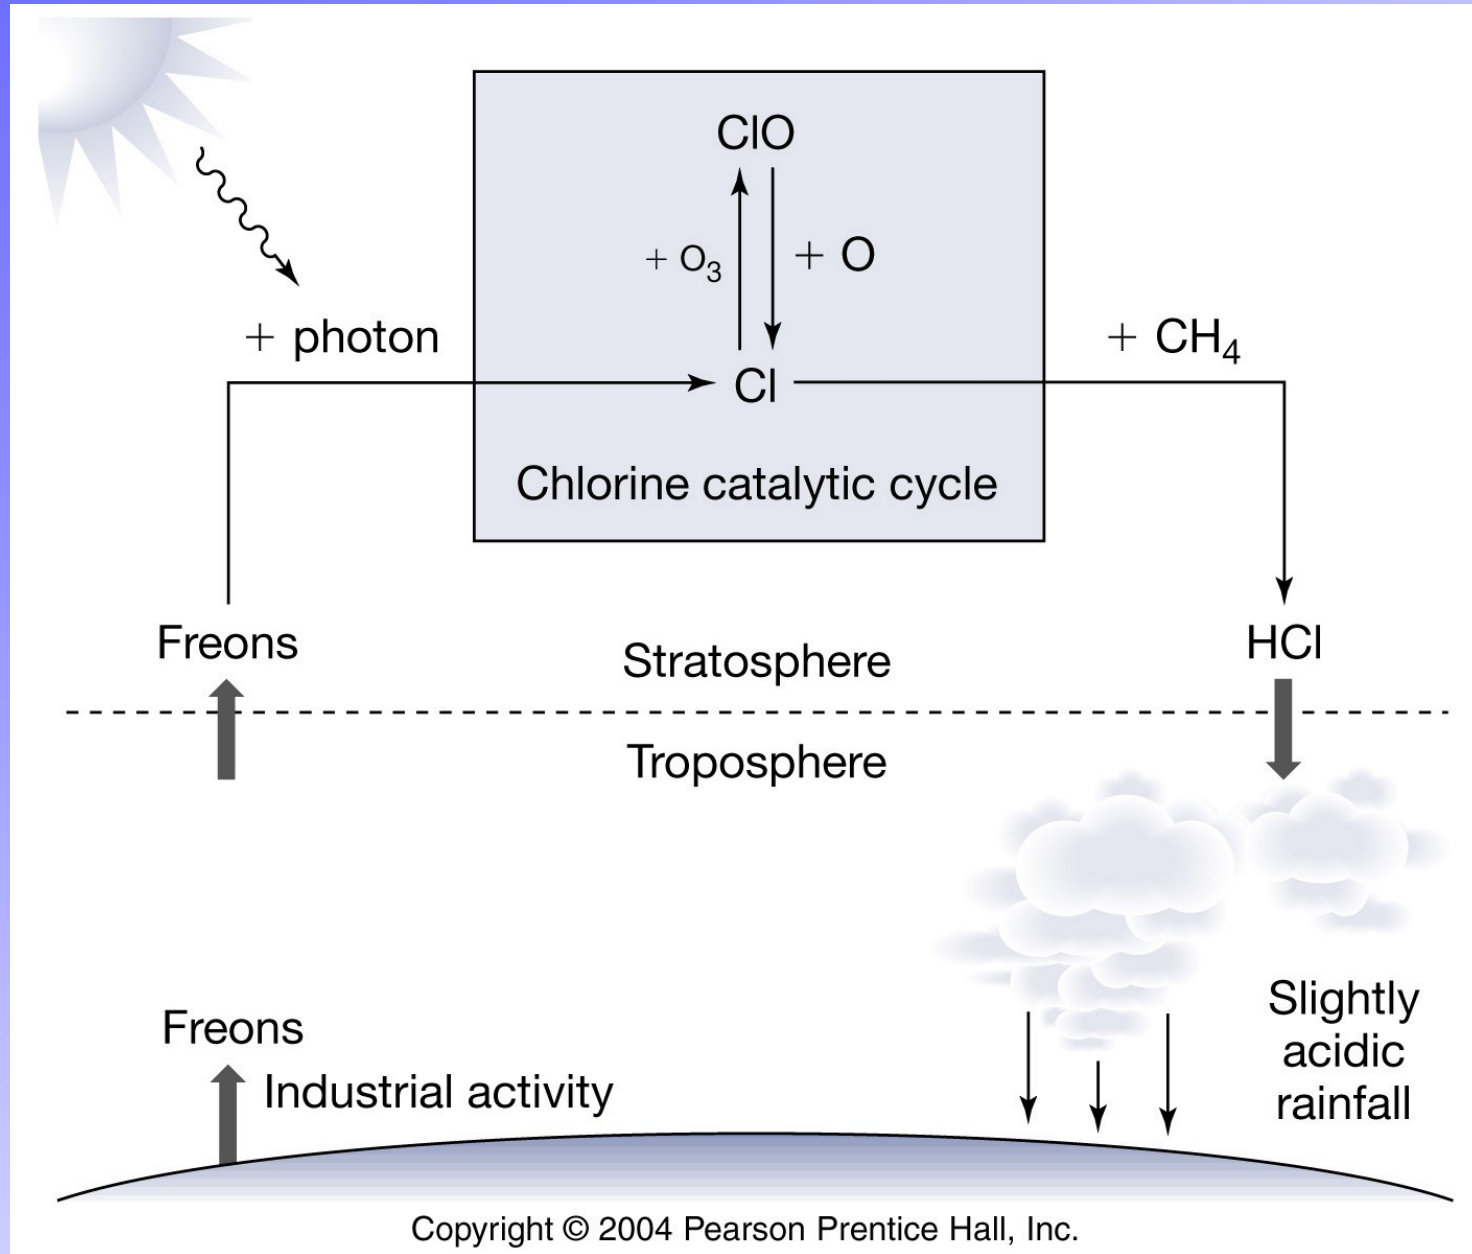 ClO
+ O3
+ O
+ photon
Cl
+ CH4
Chlorine catalytic cycle
Freons
Stratosphere
HCl
Troposphere
Freons
Industrial activity
Slightly
acidic
rainfall
Copyright © 2004 Pearson Prentice Hall, Inc.